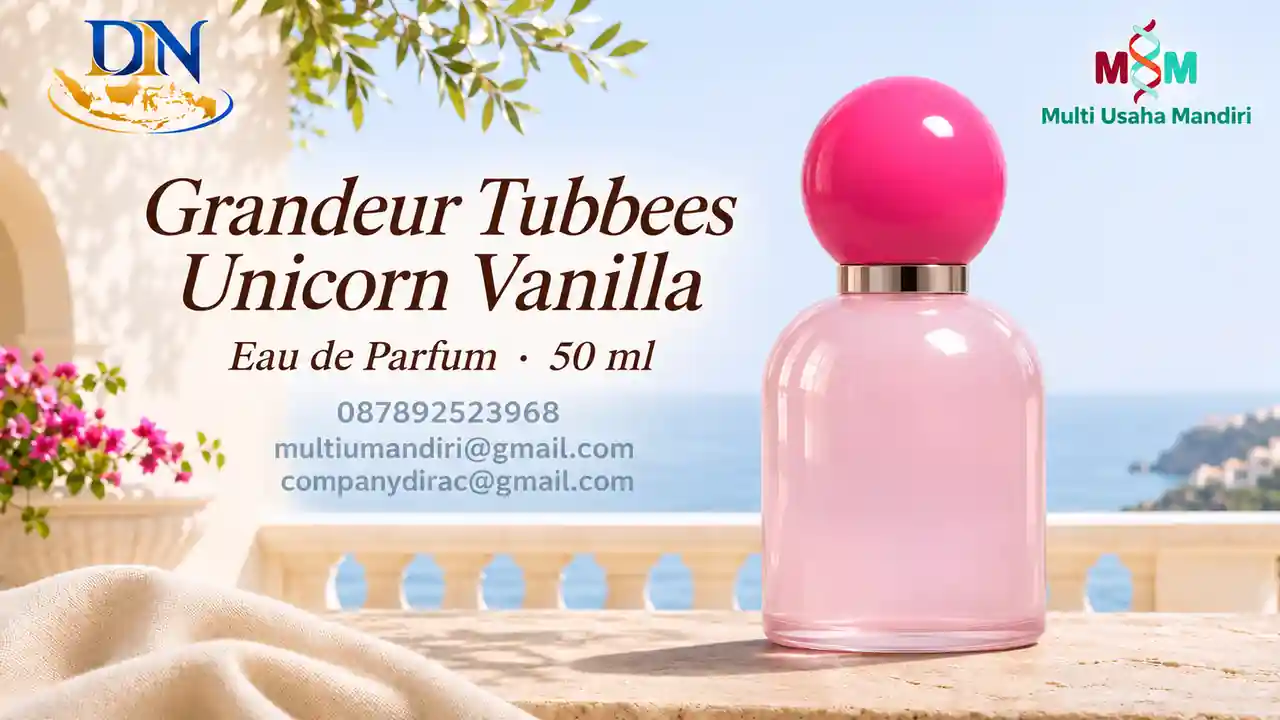 DN
MSM
Multi Usaha Mandiri
Grandeur Tubbees
Unicorn Vanilla
Eau de Parfum · 50 ml
087892523968
multiumandiri@gmail.com
companydirac@gmail.com